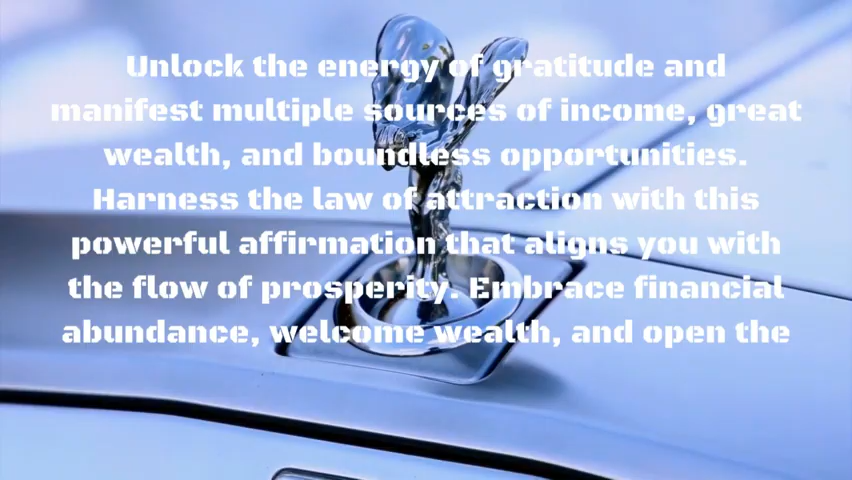 Unlock the energy of gratitude and
manifest multiple sources of income, great
wealth, and boundless opportunities.
Harness the law of attraction with this
powerful affirmation that aligns you with
the flow of prosperity. Embrace financial
abundance, welcome wealth, and open the